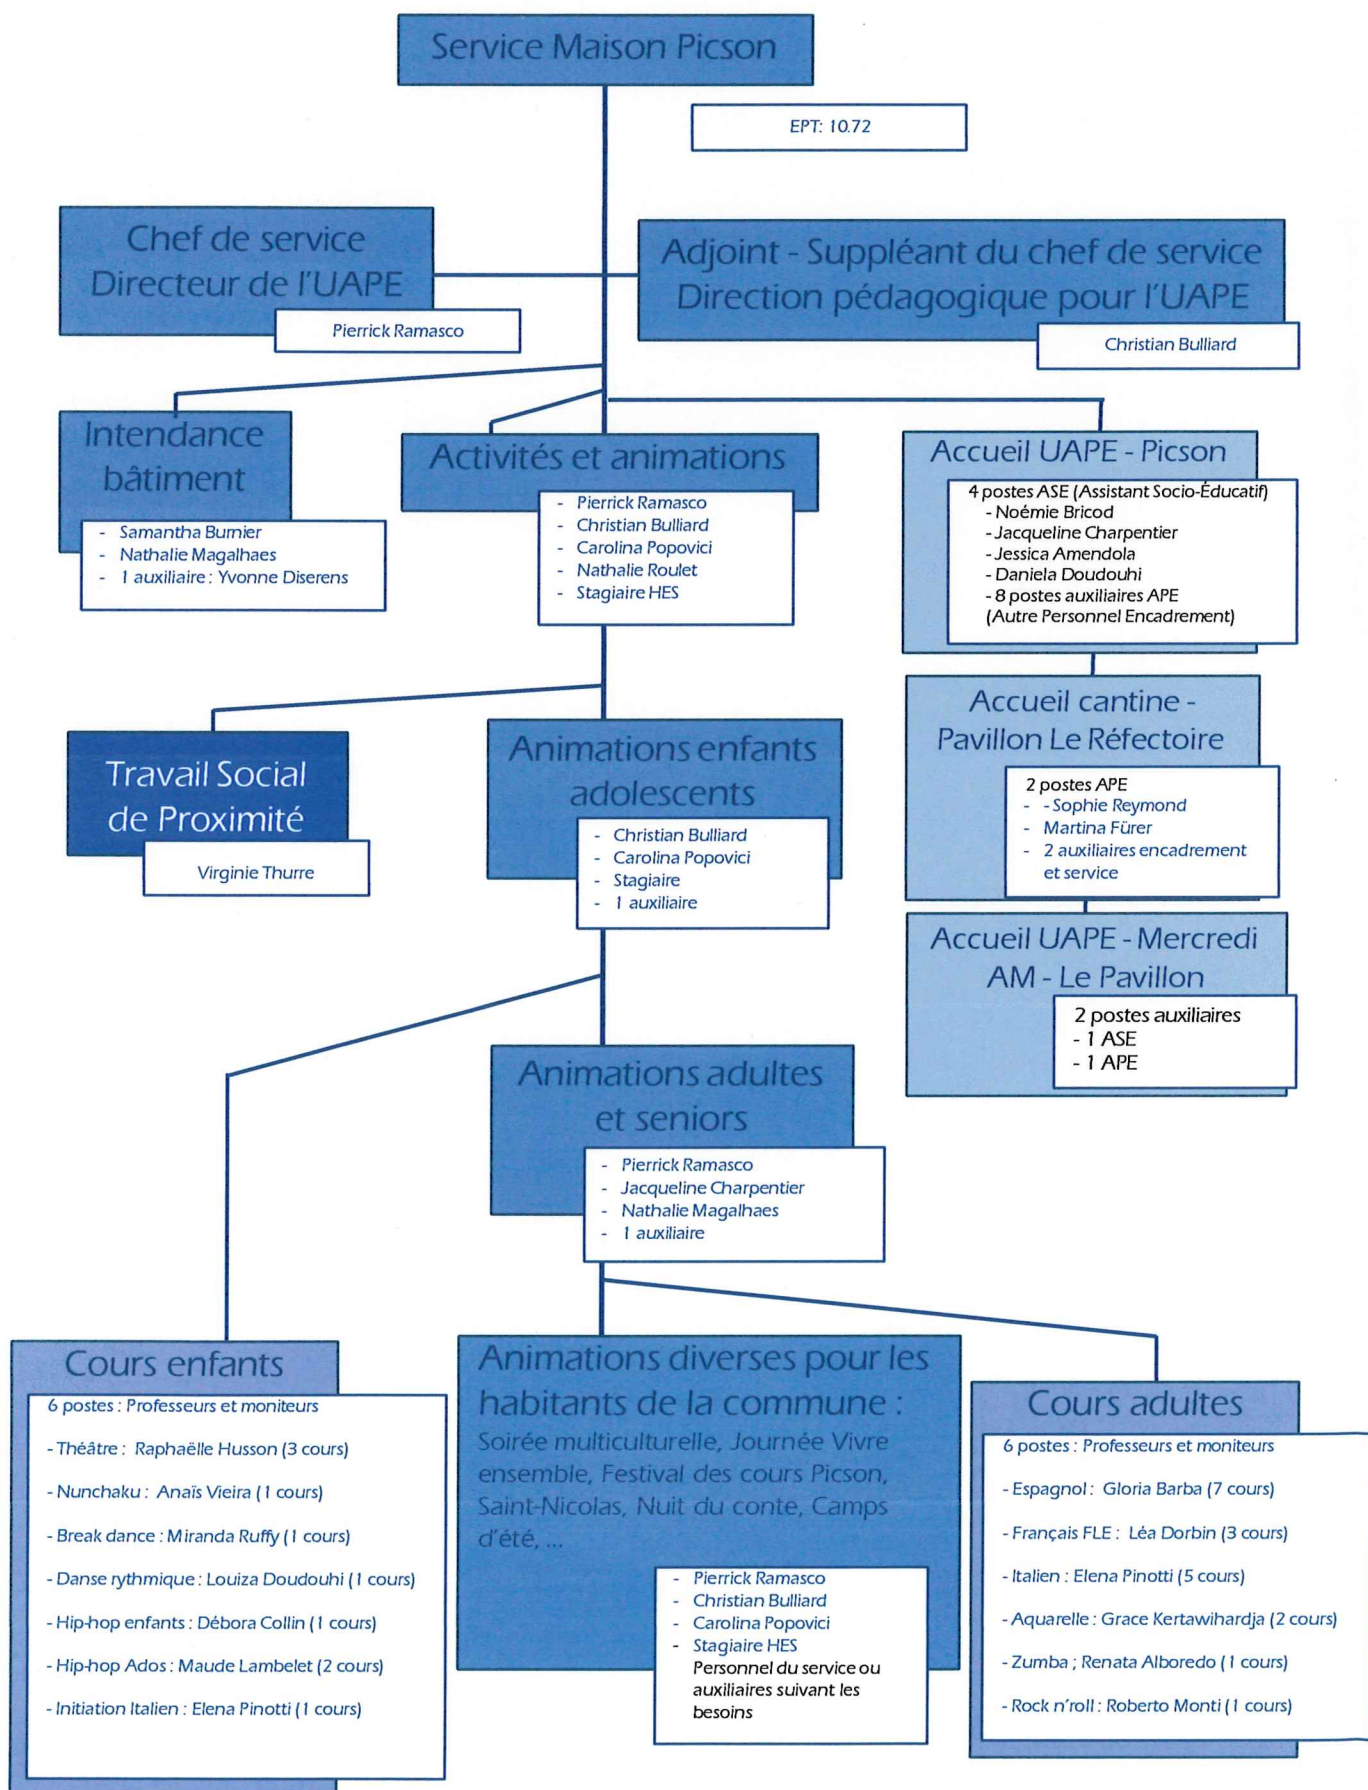 Service Maison Picson
EPT: 10.72
Chef de service
Directeur de l'UAPE
Pierrick Ramasco
Adjoint - Suppléant du chef de service
Direction pédagogique pour l'UAPE
Christian Bulliard
Intendance
bâtiment
- Samantha Burnier
- Nathalie Magalhaes
- 1 auxiliaire : Yvonne Diserens
Activités et animations
- Pierrick Ramasco
- Christian Bulliard
- Carolina Popovici
- Nathalie Roulet
- Stagiaire HES
Accueil UAPE - Picson
4 postes ASE (Assistant Socio-Éducatif)
- Noémie Bricod
- Jacqueline Charpentier
- Jessica Amendola
- Daniela Doudouhi
- 8 postes auxiliaires APE
(Autre Personnel Encadrement)
Travail Social
de Proximité
Virginie Thurre
Animations enfants
adolescents
- Christian Bulliard
- Carolina Popovici
- Stagiaire
- 1 auxiliaire
Accueil cantine -
Pavillon Le Réfectoire
2 postes APE
- - Sophie Reymond
- Martina Fürer
- 2 auxiliaires encadrement
et service
Accueil UAPE - Mercredi
AM - Le Pavillon
2 postes auxiliaires
- 1 ASE
- 1 APE
Animations adultes
et seniors
- Pierrick Ramasco
- Jacqueline Charpentier
- Nathalie Magalhaes
- 1 auxiliaire
Cours enfants
6 postes : Professeurs et moniteurs
- Théâtre : Raphaëlle Husson (3 cours)
- Nunchaku : Anaïs Vieira (1 cours)
- Break dance : Miranda Ruffy (1 cours)
- Danse rythmique : Louiza Doudouhi (1 cours)
- Hip-hop enfants : Débora Collin (1 cours)
- Hip-hop Ados : Maude Lambelet (2 cours)
- Initiation Italien : Elena Pinotti (1 cours)
Animations diverses pour les
habitants de la commune :
Soirée multiculturelle, Journée Vivre
ensemble, Festival des cours Picson,
Saint-Nicolas, Nuit du conte, Camps
d'été, ...
- Pierrick Ramasco
- Christian Bulliard
- Carolina Popovici
- Stagiaire HES
Personnel du service ou
auxiliaires suivant les
besoins
Cours adultes
6 postes : Professeurs et moniteurs
- Espagnol : Gloria Barba (7 cours)
- Français FLE : Léa Dorbin (3 cours)
- Italien : Elena Pinotti (5 cours)
- Aquarelle : Grace Kertawihardja (2 cours)
- Zumba ; Renata Alboredo (1 cours)
- Rock n'roll : Roberto Monti (1 cours)